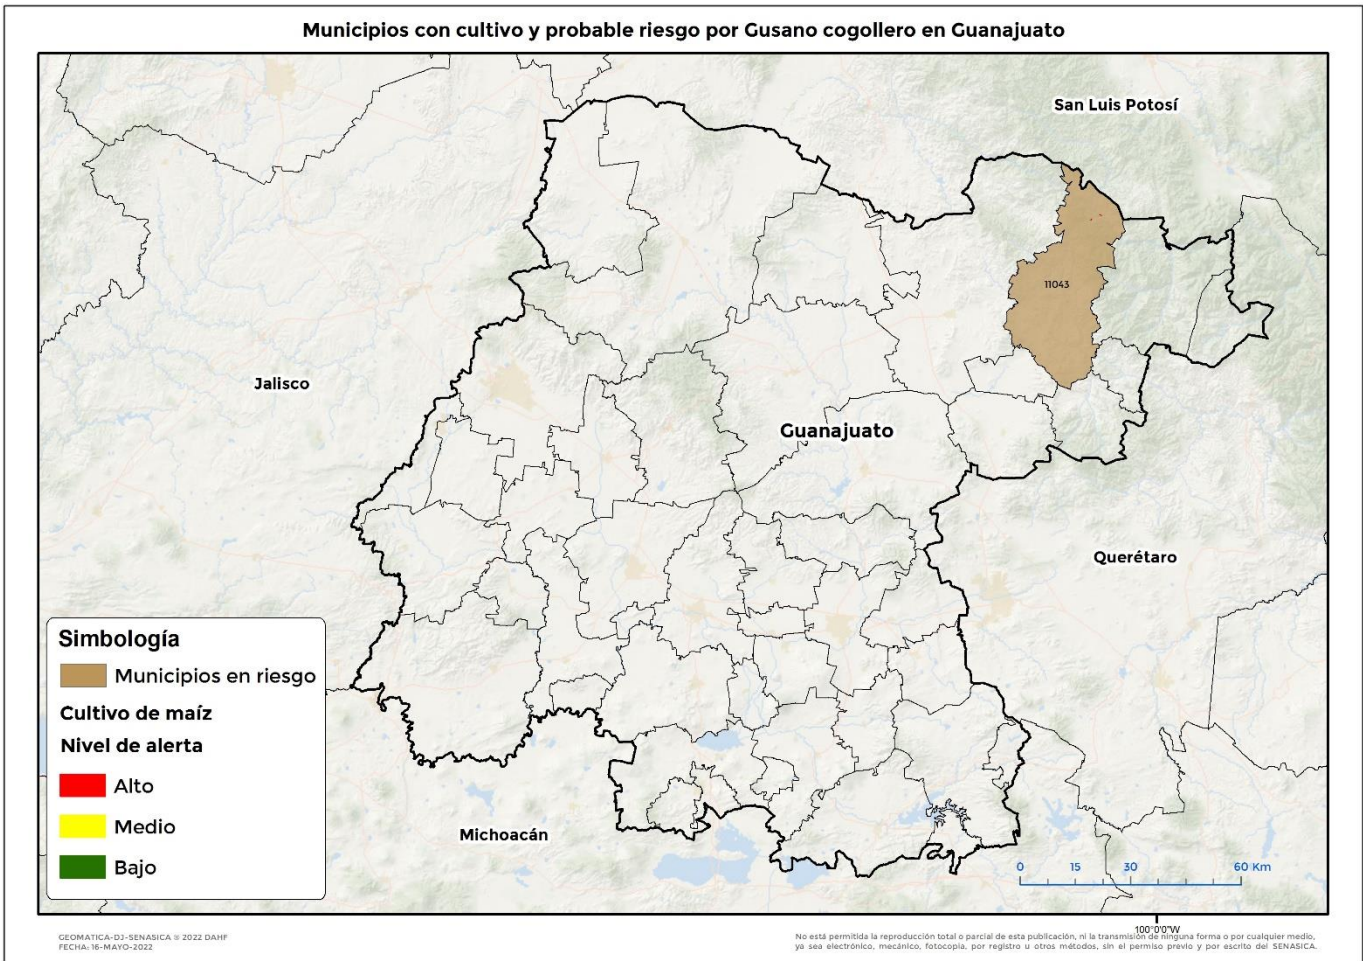 Municipios con cultivo y probable riesgo por Gusano cogollero en Guanajuato
San Luis Potosí
11043
Jalisco
Guanajuato
Querétaro
Simbología
Municipios en riesgo
Cultivo de maíz
Nivel de alerta
Alto
Medio
Bajo
Michoacán
0 15 30 60 Km
100°0'0"W
GEOMATICA-DJ-SENASICA © 2022 DAHF
FECHA: 16-MAYO-2022
No está permitida la reproducción total o parcial de esta publicación, ni la transmisión de ninguna forma o por cualquier medio,
ya sea electrónico, mecánico, fotocopia, por registro u otros métodos, sin el permiso previo y por escrito del SENASICA.